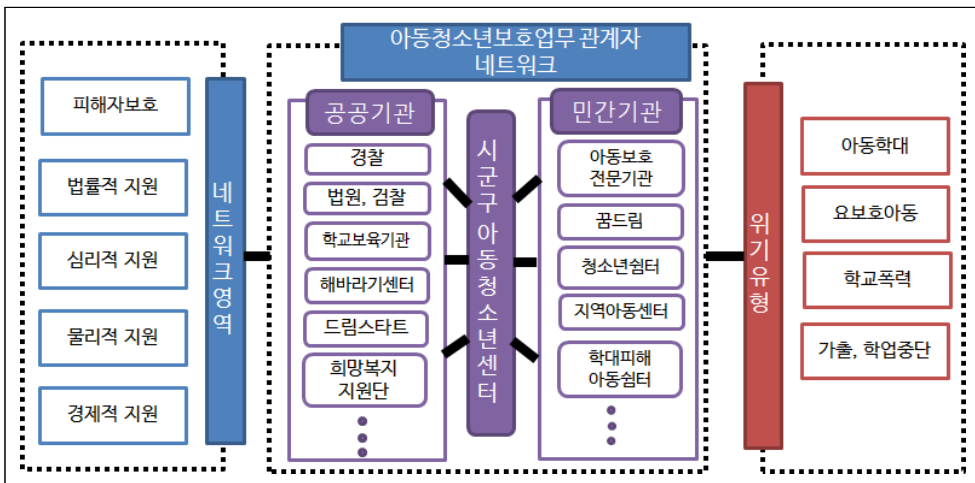 아동청소년보호업무 관계자
네트워크
피해자보호
법률적 지원
심리적 지원
물리적 지원
경제적 지원
네트워크영역
공공기관
경찰
법원, 검찰
학교보육기관
해바라기센터
드림스타트
희망복지
지원단
시군구아동청소년센터
민간기관
아동보호
전문기관
꿈드림
청소년쉼터
지역아동센터
학대피해
아동쉼터
위기유형
아동학대
요보호아동
학교폭력
가출, 학업중단